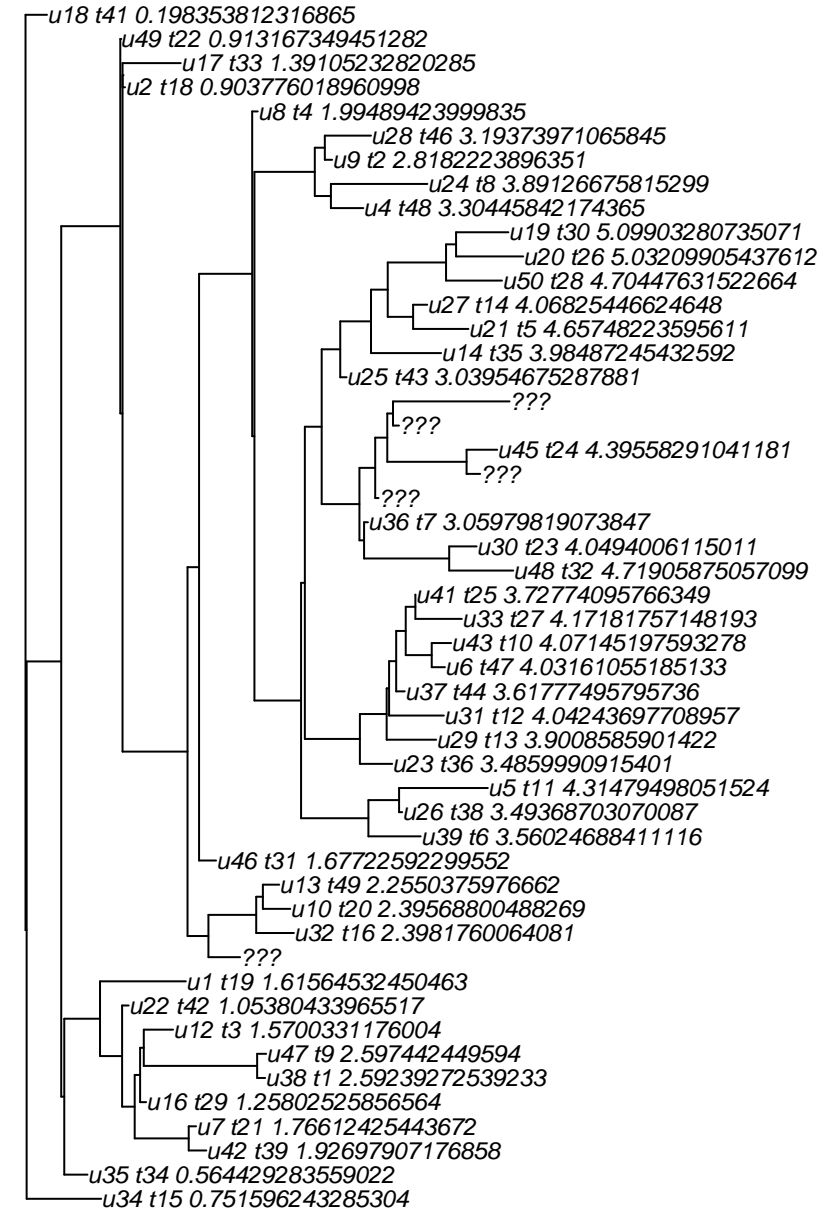 u18 t41 0.198353812316865
u49 t22 0.913167349451282
u17 t33 1.39105232820285
u2 t18 0.903776018960998
u8 t4 1.99489423999835
u28 t46 3.19373971065845
u9 t2 2.8182223896351
u24 t8 3.89126675815299
u4 t48 3.30445842174365
u19 t30 5.09903280735071
u20 t26 5.03209905437612
u50 t28 4.70447631522664
u27 t14 4.06825446624648
u21 t5 4.65748223595611
u14 t35 3.98487245432592
u25 t43 3.03954675287881
???
???
u45 t24 4.39558291041181
???
???
u36 t7 3.05979819073847
u30 t23 4.0494006115011
u48 t32 4.71905875057099
u41 t25 3.72774095766349
u33 t27 4.17181757148193
u43 t10 4.07145197593278
u6 t47 4.03161055185133
u37 t44 3.61777495795736
u31 t12 4.04243697708957
u29 t13 3.9008585901422
u23 t36 3.4859990915401
u5 t11 4.31479498051524
u26 t38 3.49368703070087
u39 t6 3.56024688411116
u46 t31 1.67722592299552
u13 t49 2.2550375976662
u10 t20 2.39568800488269
u32 t16 2.3981760064081
???
u1 t19 1.61564532450463
u22 t42 1.05380433965517
u12 t3 1.5700331176004
u47 t9 2.597442449594
u38 t1 2.59239272539233
u16 t29 1.25802525856564
u7 t21 1.76612425443672
u42 t39 1.92697907176858
u35 t34 0.564429283559022
u34 t15 0.751596243285304